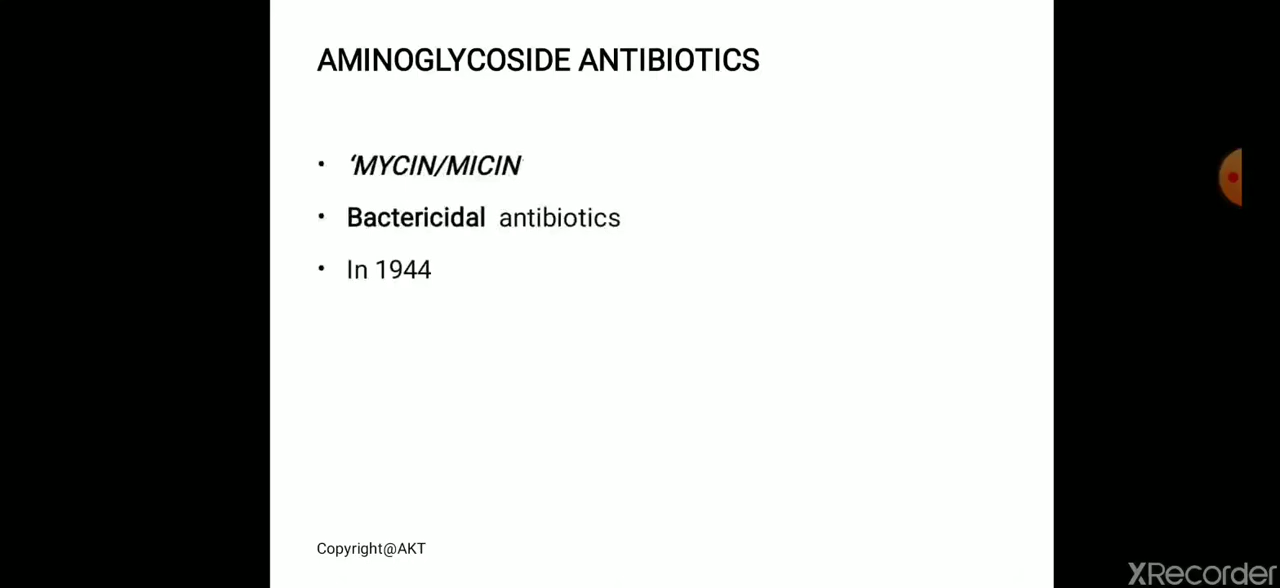 AMINOGLYCOSIDE ANTIBIOTICS
• ‘MYCIN/MICIN
• Bactericidal antibiotics
• In 1944
Copyright@AKT
XRecorder